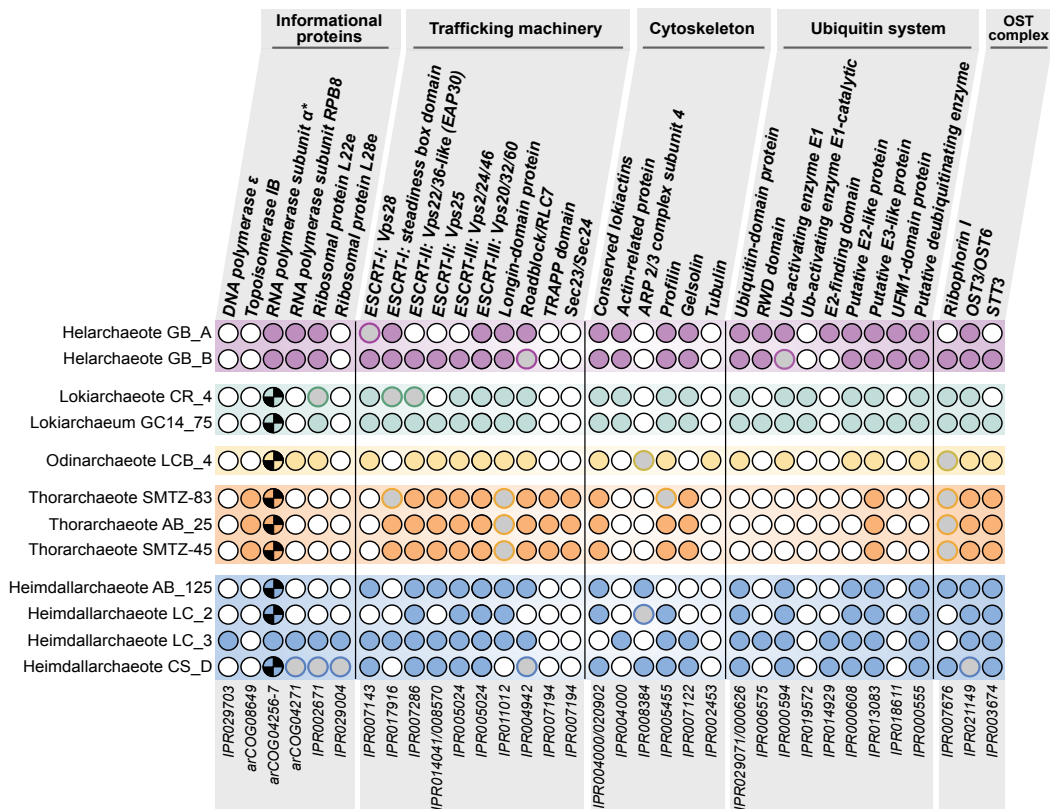 Informational
proteins
Trafficking machinery
Cytoskeleton
Ubiquitin system
OST
complex
DNA polymerase ε
Topoisomerase IB
RNA polymerase subunit α*
RNA polymerase subunit RPB8
Ribosomal protein L22e
Ribosomal protein L28e
ESCRT-I: Vps28
ESCRT-I: steadiness box domain
ESCRT-II: Vps22/36-like (EAP30)
ESCRT-II: Vps25
ESCRT-III: Vps2/24/46
ESCRT-III: Vps20/32/60
Longin-domain protein
Roadblock/RLC7
TRAPP domain
Sec23/Sec24
Conserved lokiactins
Actin-related protein
ARP 2/3 complex subunit 4
Profilin
Gelsolin
Tubulin
Ubiquitin-domain protein
RWD domain
Ub-activating enzyme E1
Ub-activating enzyme E1-catalytic
E2-finding domain
Putative E2-like protein
Putative E3-like protein
UFM1-domain protein
Putative deubiquitinating enzyme
Ribophorin I
OST3/OST6
STT3
Helarchaeote GB_A
Helarchaeote GB_B
Lokiarchaeote CR_4
Lokiarchaeum GC14_75
Odinarchaeote LCB_4
Thorarchaeote SMTZ-83
Thorarchaeote AB_25
Thorarchaeote SMTZ-45
Heimdallarchaeote AB_125
Heimdallarchaeote LC_2
Heimdallarchaeote LC_3
Heimdallarchaeote CS_D
IPR029703
arCOG08649
arCOG04256-7
arCOG04271
IPR002671
IPR029004
IPR007143
IPR017916
IPR007286
IPR014041/008570
IPR005024
IPR005024
IPR011012
IPR004942
IPR007194
IPR007194
IPR004000/020902
IPR004000
IPR008384
IPR005455
IPR007122
IPR002453
IPR029071/000626
IPR006575
IPR000594
IPR019572
IPR014929
IPR000608
IPR013083
IPR018611
IPR000555
IPR007676
IPR021149
IPR003674